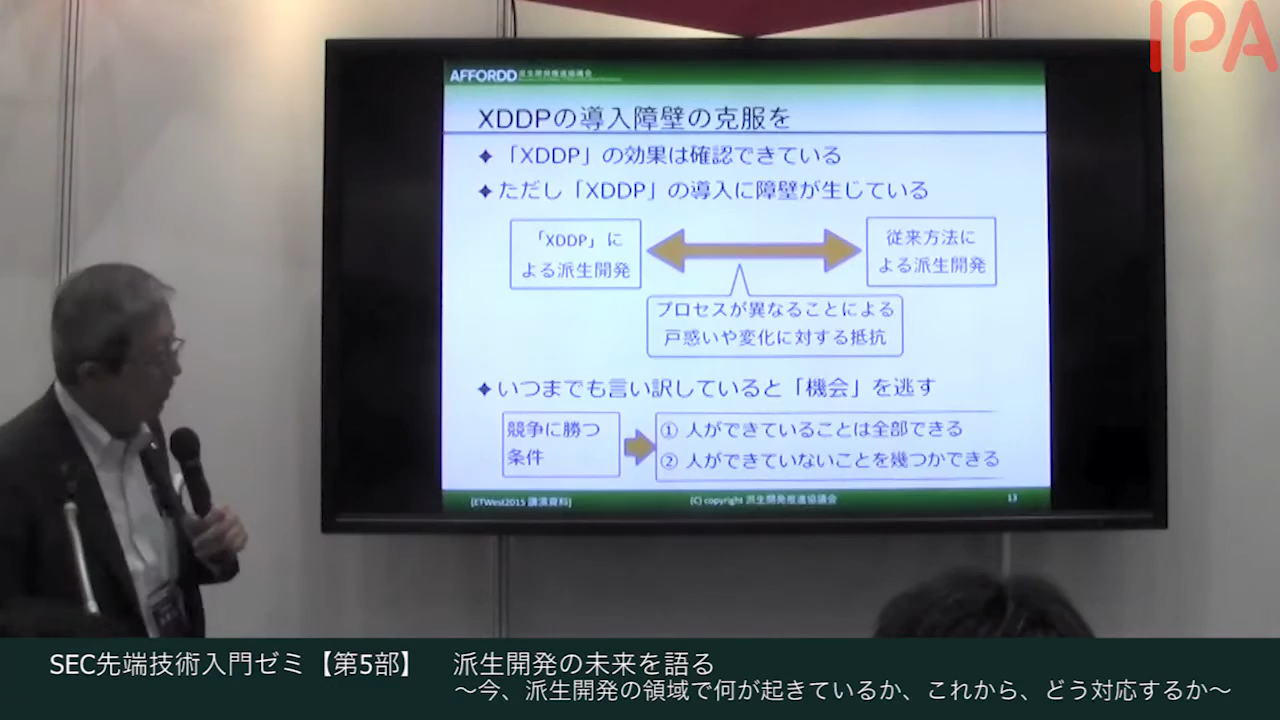 IPA
AFFORDD 派生開発推進協議会
XDDPの導入障壁の克服を
✦ 「XDDP」の効果は確認できている
✦ ただし「XDDP」の導入に障壁が生じている
「XDDP」に
よる派生開発
従来方法に
よる派生開発
プロセスが異なることによる
戸惑いや変化に対する抵抗
✦ いつまでも言い訳していると「機会」を逃す
競争に勝つ
条件
① 人ができていることは全部できる
② 人ができていないことを幾つかできる
[ETWest2015 講演資料]
(C) copyright 派生開発推進協議会
13
SEC先端技術入門ゼミ【第5部】 派生開発の未来を語る
～今、派生開発の領域で何が起きているか、これから、どう対応するか～